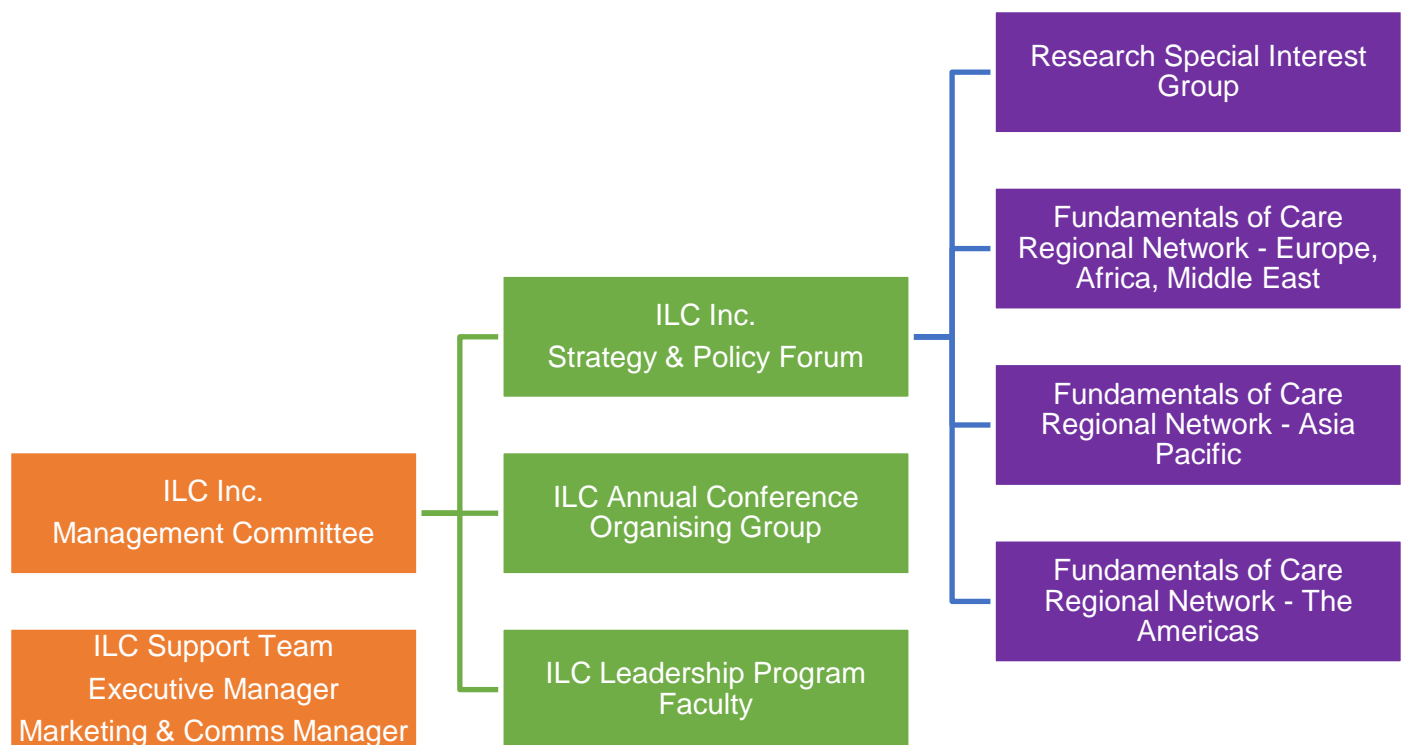 ILC Inc.
Management Committee
ILC Support Team
Executive Manager
Marketing & Comms Manager
ILC Inc.
Strategy & Policy Forum
ILC Annual Conference
Organising Group
ILC Leadership Program
Faculty
Research Special Interest
Group
Fundamentals of Care
Regional Network - Europe,
Africa, Middle East
Fundamentals of Care
Regional Network - Asia
Pacific
Fundamentals of Care
Regional Network - The
Americas